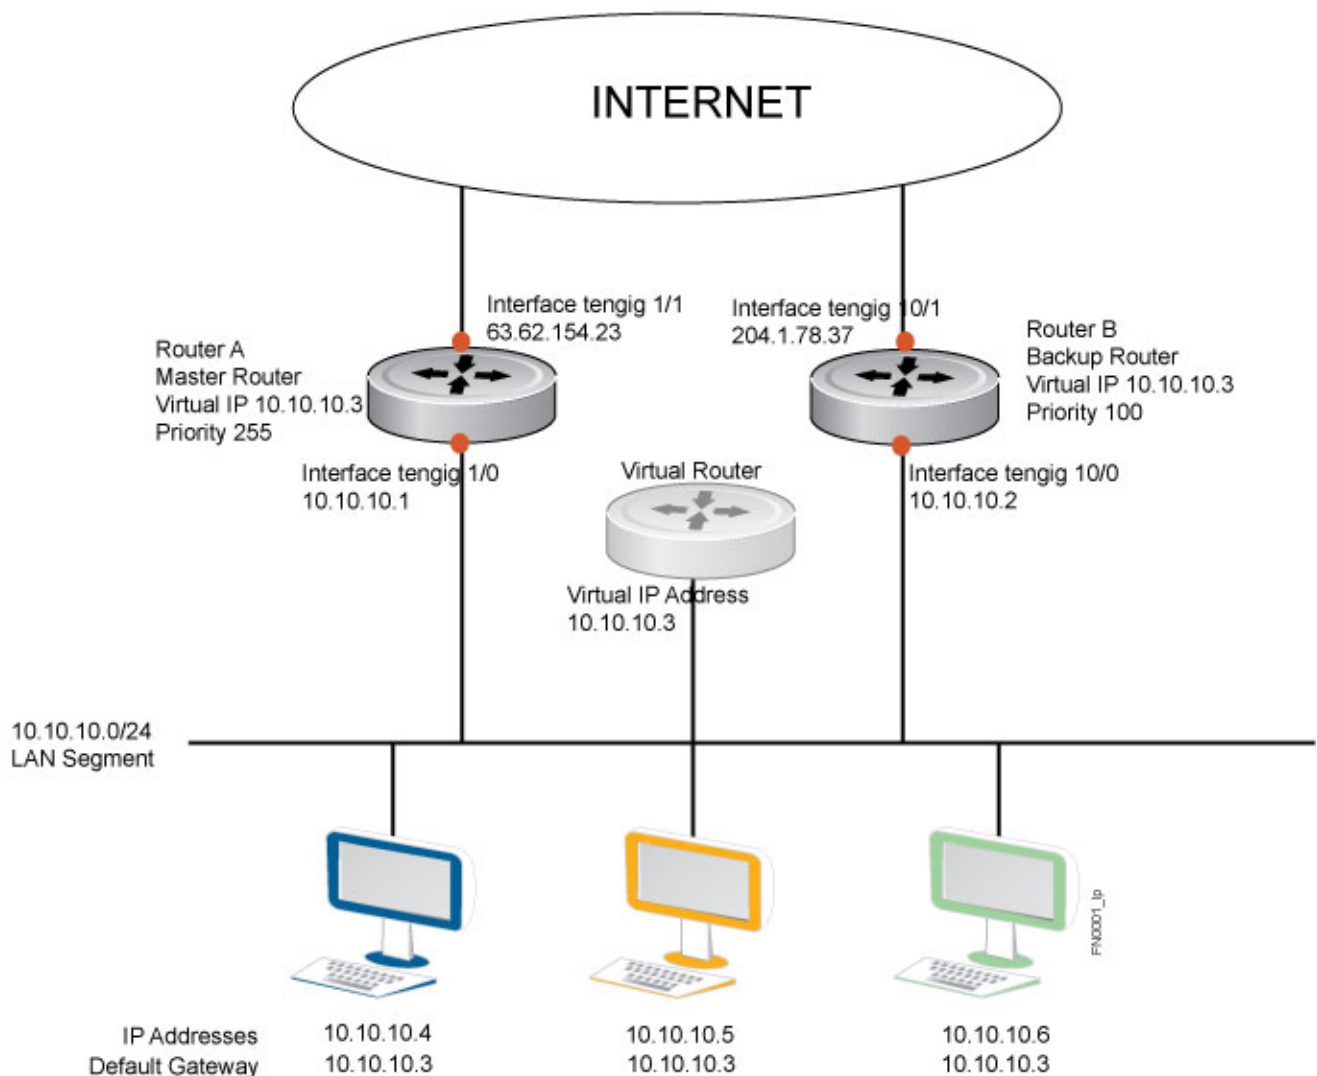 INTERNET
Interface tengig 1/1
63.62.154.23
Interface tengig 10/1
204.1.78.37
Router A
Master Router
Virtual IP 10.10.10.3
Priority 255
Router B
Backup Router
Virtual IP 10.10.10.3
Priority 100
Interface tengig 1/0
10.10.10.1
Virtual Router
Interface tengig 10/0
10.10.10.2
Virtual IP Address
10.10.10.3
10.10.10.0/24
LAN Segment
FN0001_lp
IP Addresses 10.10.10.4 10.10.10.5 10.10.10.6
Default Gateway 10.10.10.3 10.10.10.3 10.10.10.3